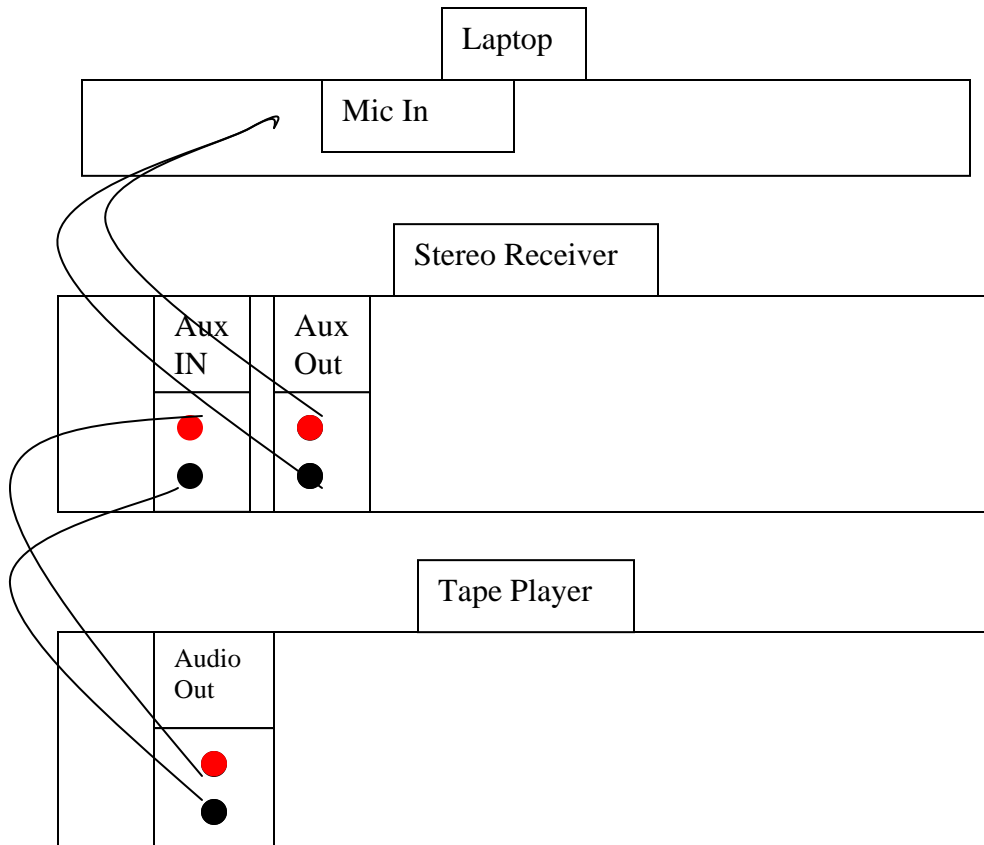 Laptop
Mic In
Stereo Receiver
Aux
IN
Aux
Out
Tape Player
Audio
Out